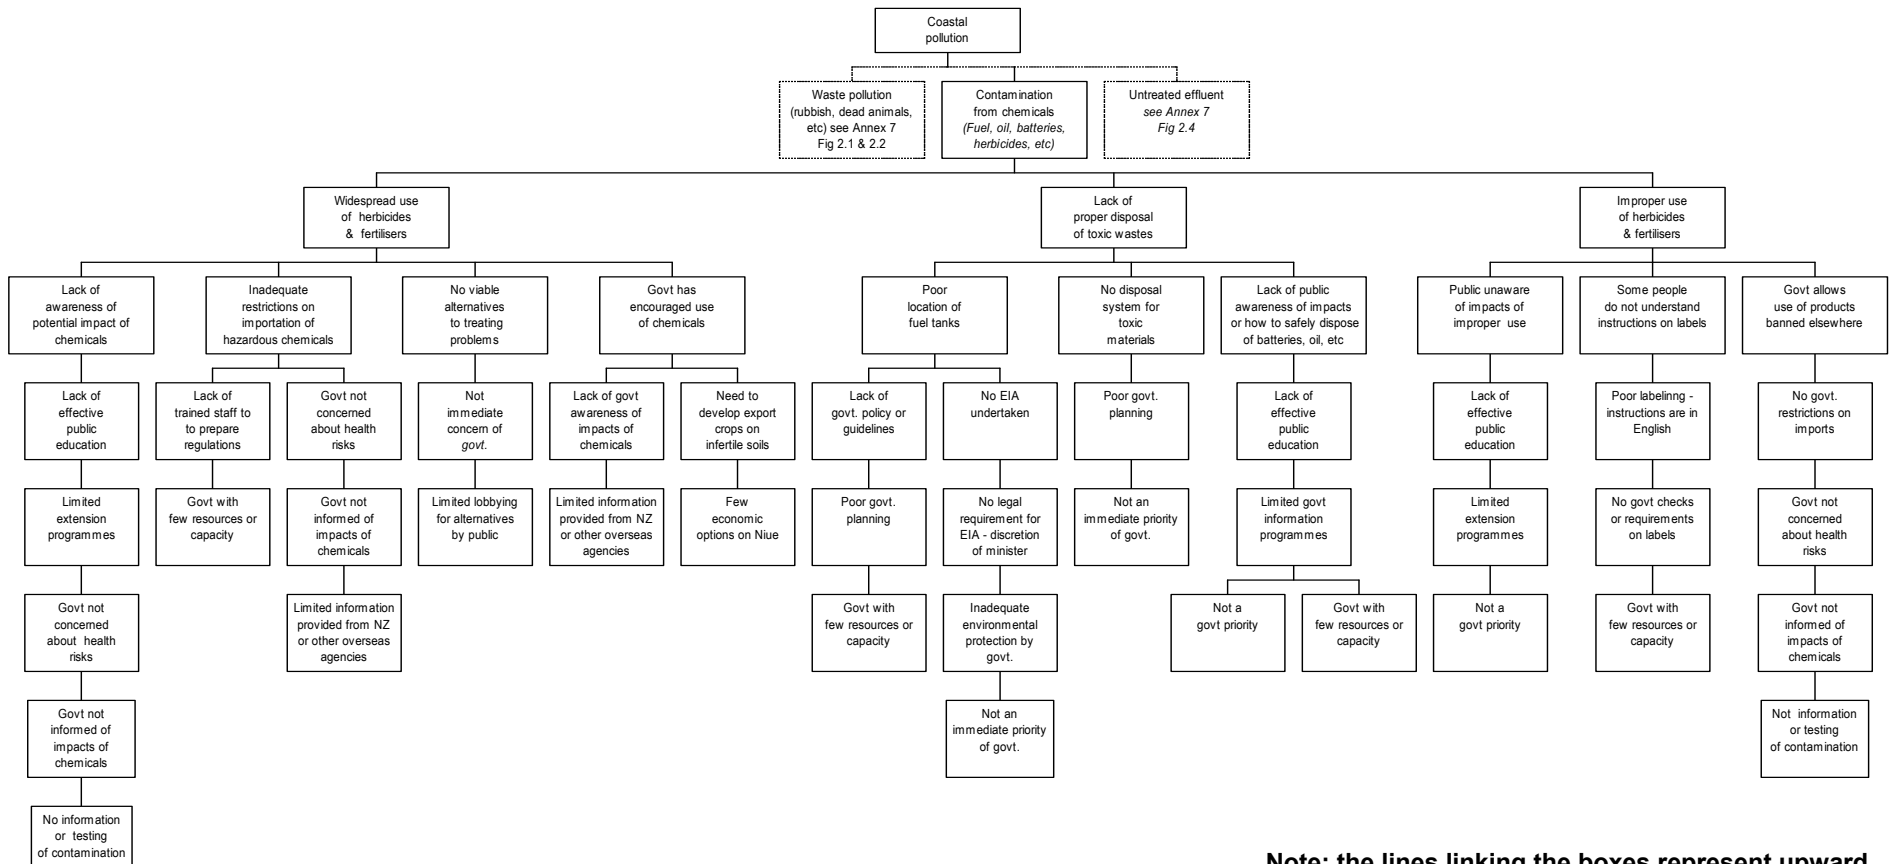 Coastal
pollution
Waste pollution
(rubbish, dead animals,
etc) see Annex 7
Fig 2.1 & 2.2
Contamination
from chemicals
(Fuel, oil, batteries,
herbicides, etc)
Untreated effluent
see Annex 7
Fig 2.4
Widespread use
of herbicides
& fertilisers
Lack of
proper disposal
of toxic wastes
Improper use
of herbicides
& fertilisers
Lack of
awareness of
potential impact of
chemicals
Inadequate
restrictions on
importation of
hazardous chemicals
No viable
alternatives
to treating
problems
Govt has
encouraged use
of chemicals
Poor
location of
fuel tanks
No disposal
system for
toxic
materials
Lack of public
awareness of impacts
or how to safely dispose
of batteries, oil, etc
Public unaware
of impacts of
improper use
Some people
do not understand
instructions on labels
Govt allows
use of products
banned elsewhere
Lack of
effective
public
education
Lack of
trained staff to
to prepare
regulations
Govt not
concerned
about health
risks
Not
immediate
concern of
govt.
Lack of govt
awareness of
impacts of
chemicals
Need to
develop export
crops on
infertile soils
Lack of
govt. policy or
guidelines
No EIA
undertaken
Poor govt.
planning
Lack of
effective
public
education
Lack of
effective
public
education
Poor labelinng -
instructions are in
English
No govt.
restrictions on
imports
Limited
extension
programmes
Govt with
few resources or
capacity
Govt not
informed of
impacts of
chemicals
Limited lobbying
for alternatives
by public
Limited information
provided from NZ
or other overseas
agencies
Few
economic
options on Niue
Poor govt.
planning
No legal
requirement for
EIA - discretion
of minister
Not an
immediate priority
of govt.
Limited govt
information
programmes
Limited
extension
programmes
No govt checks
or requirements
on labels
Govt not
concerned
about health
risks
Govt not
concerned
about health
risks
Limited information
provided from NZ
or other overseas
agencies
Govt with
few resources or
capacity
Inadequate
environmental
protection by
govt.
Not a
govt priority
Govt with
few resources or
capacity
Not a
govt priority
Govt with
few resources or
capacity
Govt not
informed of
impacts of
chemicals
Govt not
informed of
impacts of
chemicals
Not an
immediate priority
of govt.
Not information
or testing
of contamination
No information
or testing
of contamination
Note: the lines linking the boxes represent upward